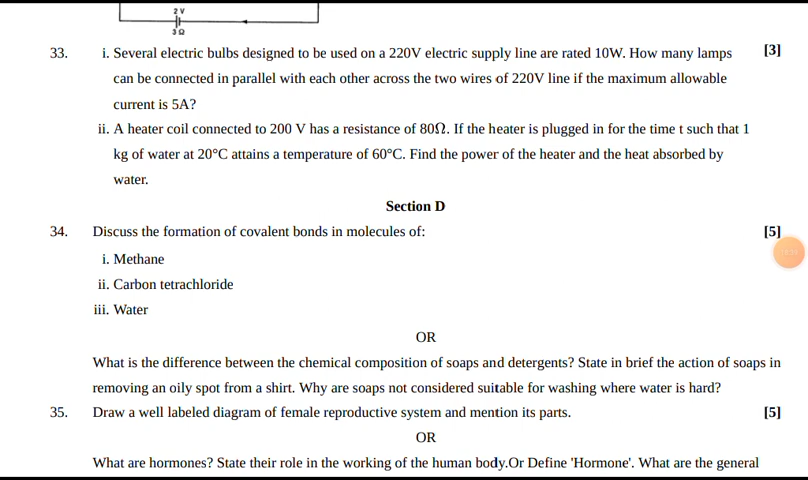 2 V
3 Ω
33. i. Several electric bulbs designed to be used on a 220V electric supply line are rated 10W. How many lamps [3]
can be connected in parallel with each other across the two wires of 220V line if the maximum allowable
current is 5A?
ii. A heater coil connected to 200 V has a resistance of 80Ω. If the heater is plugged in for the time t such that 1
kg of water at 20°C attains a temperature of 60°C. Find the power of the heater and the heat absorbed by
water.
Section D
34. Discuss the formation of covalent bonds in molecules of: [5]
i. Methane
ii. Carbon tetrachloride
iii. Water
OR
What is the difference between the chemical composition of soaps and detergents? State in brief the action of soaps in
removing an oily spot from a shirt. Why are soaps not considered suitable for washing where water is hard?
35. Draw a well labeled diagram of female reproductive system and mention its parts. [5]
OR
What are hormones? State their role in the working of the human body.Or Define 'Hormone'. What are the general